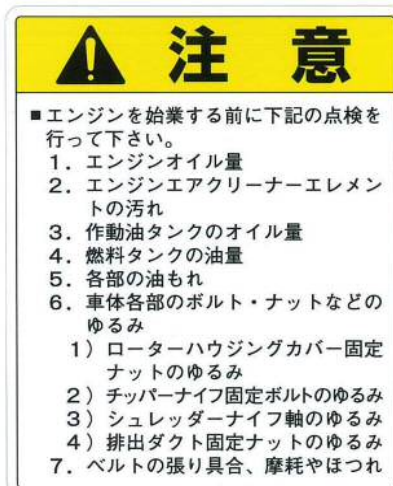 注 意
■エンジンを始業する前に下記の点検を
行って下さい。
1．エンジンオイル量
2．エンジンエアクリーナーエレメン
トの汚れ
3．作動油タンクのオイル量
4．燃料タンクの油量
5．各部の油もれ
6．車体各部のボルト・ナットなどの
ゆるみ
1）ローターハウジングカバー固定
ナットのゆるみ
2）チッパーナイフ固定ボルトのゆるみ
3）シュレッダーナイフ軸のゆるみ
4）排出ダクト固定ナットのゆるみ
7．ベルトの張り具合、摩耗やほつれ